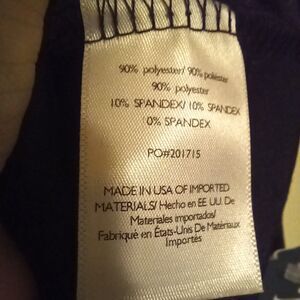 90% polyester/ 90% poliéster
90% polyester
10% SPANDEX/ 10% SPANDEX
0% SPANDEX
PO#201715
MADE IN USA OF IMPORTED
MATERIALS/ Hecho en EE. UU. De
Materiales importados/
Fabriqué en États-Unis De Matériaux
Importés